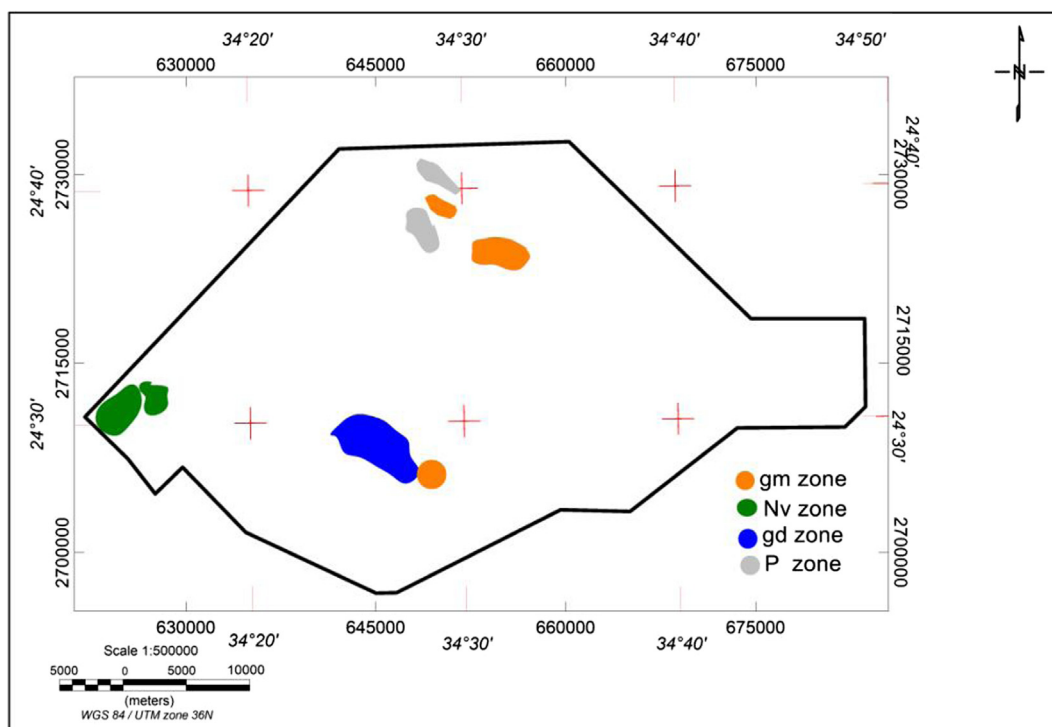 34°20' 34°30' 34°40' 34°50'
630000 645000 660000 675000
N
24°40' 2730000 2730000 24°40'
2715000 2715000
24°30' 24°30'
2700000 2700000
gm zone
Nv zone
gd zone
P zone
630000 645000 660000 675000
34°20' 34°30' 34°40'
Scale 1:500000
5000 0 5000 10000
(meters)
WGS 84 / UTM zone 36N